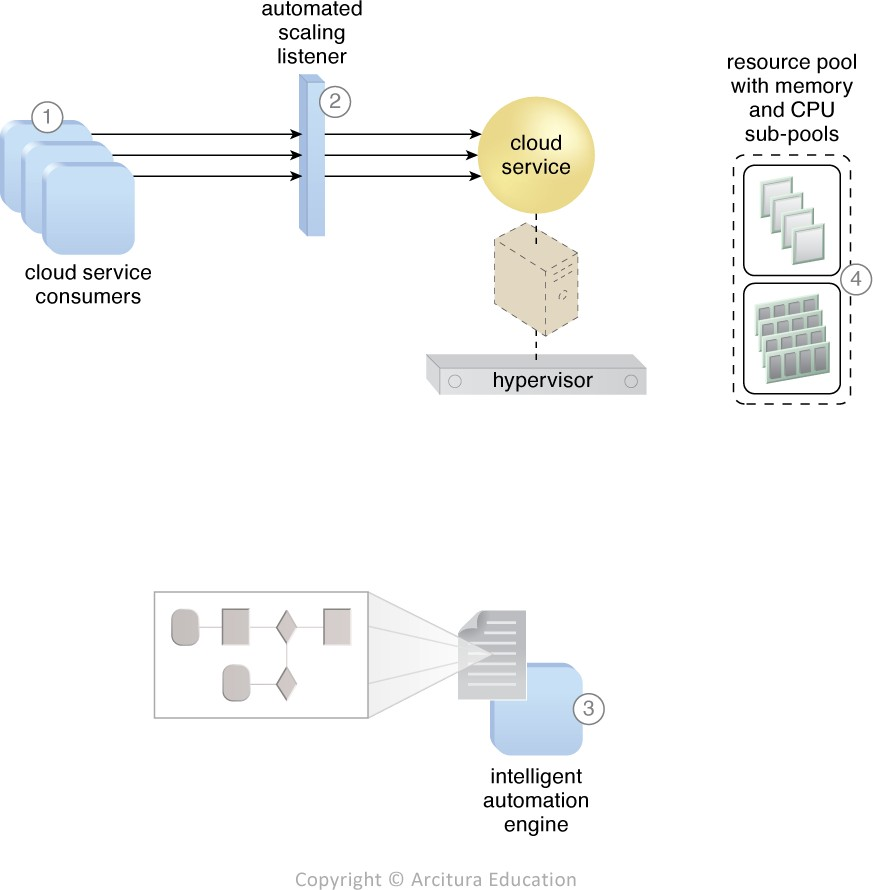 automated
scaling
listener
resource pool
with memory
and CPU
sub-pools
1
2
cloud
service
cloud service
consumers
4
hypervisor
3
intelligent
automation
engine
Copyright © Arcitura Education